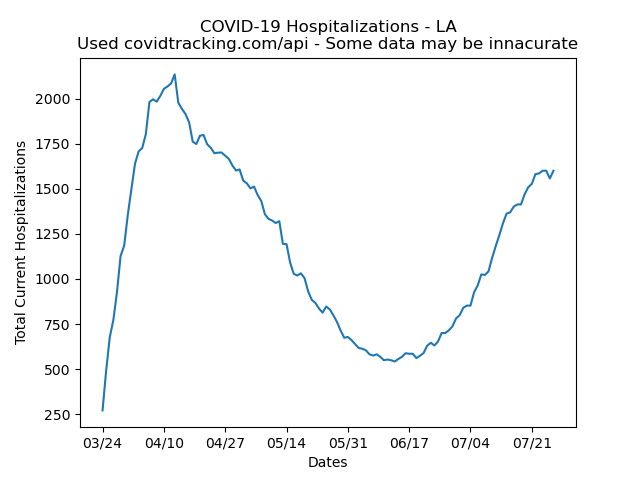 COVID-19 Hospitalizations - LA
Used covidtracking.com/api - Some data may be innacurate
Total Current Hospitalizations
2000
1750
1500
1250
1000
750
500
250
03/24 04/10 04/27 05/14 05/31 06/17 07/04 07/21
Dates